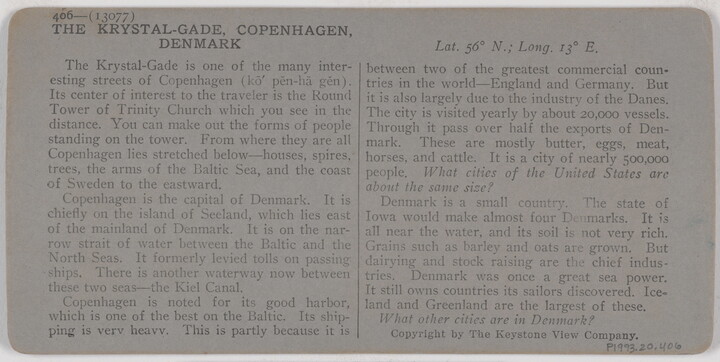 406—(13077)
THE KRYSTAL-GADE, COPENHAGEN,
DENMARK
The Krystal-Gade is one of the many inter-
esting streets of Copenhagen (kō′ pĕn-hā gĕn).
Its center of interest to the traveler is the Round
Tower of Trinity Church which you see in the
distance. You can make out the forms of people
standing on the tower. From where they are all
Copenhagen lies stretched below—houses, spires,
trees, the arms of the Baltic Sea, and the coast
of Sweden to the eastward.
Copenhagen is the capital of Denmark. It is
chiefly on the island of Seeland, which lies east
of the mainland of Denmark. It is on the nar-
row strait of water between the Baltic and the
North Seas. It formerly levied tolls on passing
ships. There is another waterway now between
these two seas—the Kiel Canal.
Copenhagen is noted for its good harbor,
which is one of the best on the Baltic. Its ship-
ping is very heavy. This is partly because it is
Lat. 56° N.; Long. 13° E.
between two of the greatest commercial coun-
tries in the world—England and Germany. But
it is also largely due to the industry of the Danes.
The city is visited yearly by about 20,000 vessels.
Through it pass over half the exports of Den-
mark. These are mostly butter, eggs, meat,
horses, and cattle. It is a city of nearly 500,000
people. What cities of the United States are
about the same size?
Denmark is a small country. The state of
Iowa would make almost four Denmarks. It is
all near the water, and its soil is not very rich.
Grains such as barley and oats are grown. But
dairying and stock raising are the chief indus-
tries. Denmark was once a great sea power.
It still owns countries its sailors discovered. Ice-
land and Greenland are the largest of these.
What other cities are in Denmark?
Copyright by The Keystone View Company.
P1993.20.406